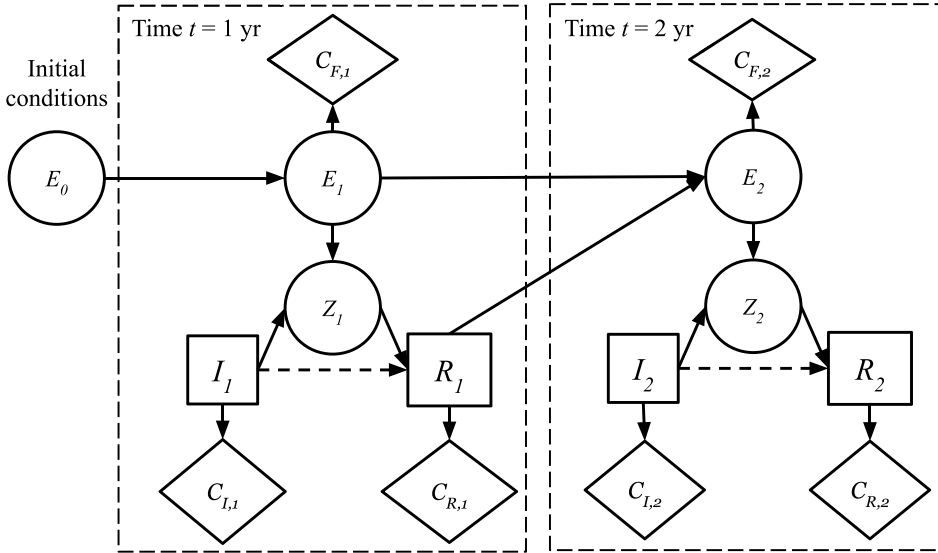 Time t = 1 yr
Time t = 2 yr
C_{F,1}
C_{F,2}
Initial
conditions
E_0
E_1
E_2
Z_1
Z_2
I_1
R_1
I_2
R_2
C_{I,1}
C_{R,1}
C_{I,2}
C_{R,2}